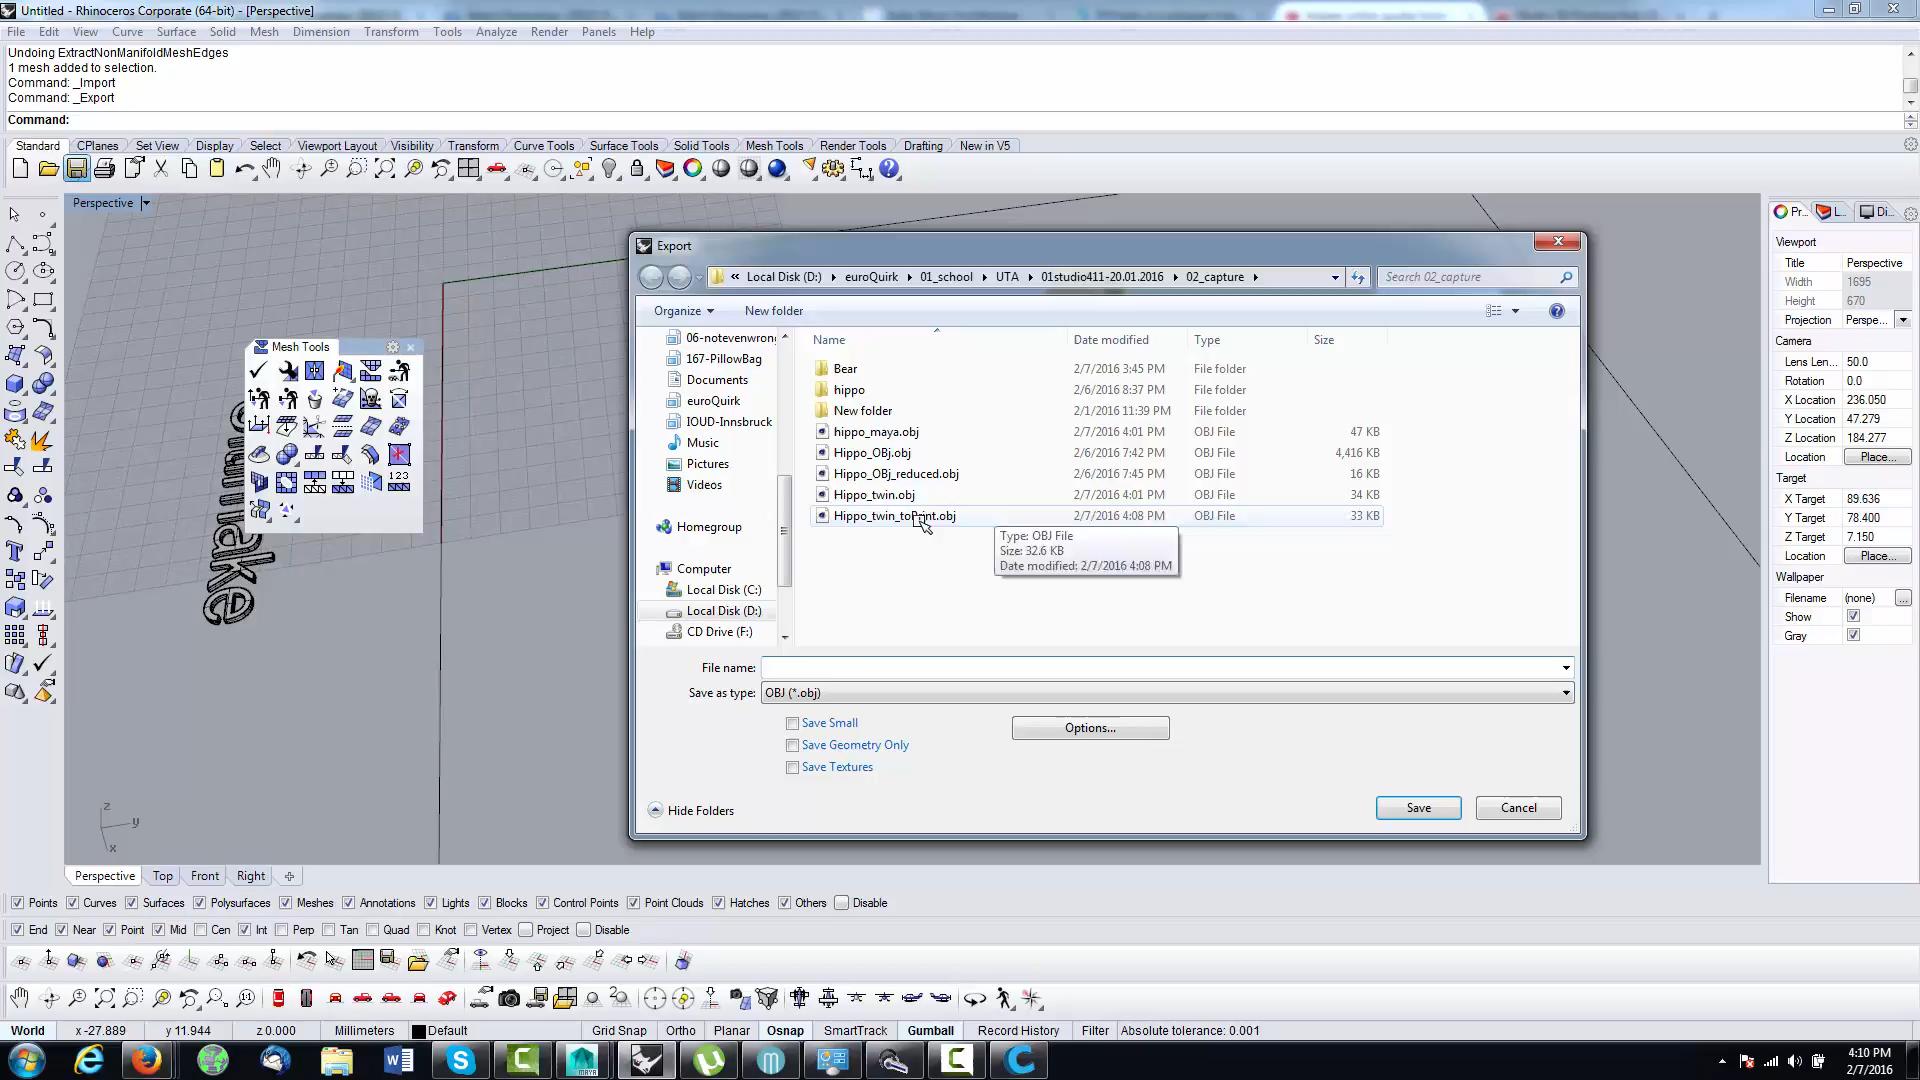 Untitled - Rhinoceros Corporate (64-bit) - [Perspective]
File Edit View Curve Surface Solid Mesh Dimension Transform Tools Analyze Render Panels Help
Undoing ExtractNonManifoldMeshEdges
1 mesh added to selection.
Command: _Import
Command: _Export
Command:
Standard CPlanes Set View Display Select Viewport Layout Visibility Transform Curve Tools Surface Tools Solid Tools Mesh Tools Render Tools Drafting New in V5
Perspective
Mesh Tools
123
make
z
y
x
Export
« Local Disk (D:) euroQuirk 01_school UTA 01studio411-20.01.2016 02_capture
Search 02_capture
Organize New folder
06-notevenwrong
167-PillowBag
Documents
euroQuirk
IOUD-Innsbruck
Music
Pictures
Videos
Homegroup
Computer
Local Disk (C:)
Local Disk (D:)
CD Drive (F:)
Name Date modified Type Size
Bear 2/7/2016 3:45 PM File folder
hippo 2/6/2016 8:37 PM File folder
New folder 2/1/2016 11:39 PM File folder
hippo_maya.obj 2/7/2016 4:01 PM OBJ File 47 KB
Hippo_OBj.obj 2/6/2016 7:42 PM OBJ File 4,416 KB
Hippo_OBj_reduced.obj 2/6/2016 7:45 PM OBJ File 16 KB
Hippo_twin.obj 2/7/2016 4:01 PM OBJ File 34 KB
Hippo_twin_toPrint.obj 2/7/2016 4:08 PM OBJ File 33 KB
Type: OBJ File
Size: 32.6 KB
Date modified: 2/7/2016 4:08 PM
File name:
Save as type: OBJ (*.obj)
Save Small
Save Geometry Only
Save Textures
Options...
Hide Folders
Save Cancel
Pr... L... Di...
Viewport
Title Perspective
Width 1695
Height 670
Projection Perspe...
Camera
Lens Len... 50.0
Rotation 0.0
X Location 236.050
Y Location 47.279
Z Location 184.277
Location Place...
Target
X Target 89.636
Y Target 78.400
Z Target 7.150
Location Place...
Wallpaper
Filename (none) ...
Show
Gray
Perspective Top Front Right
Points Curves Surfaces Polysurfaces Meshes Annotations Lights Blocks Control Points Point Clouds Hatches Others Disable
End Near Point Mid Cen Int Perp Tan Quad Knot Vertex Project Disable
World x -27.889 y 11.944 z 0.000 Millimeters Default Grid Snap Ortho Planar Osnap SmartTrack Gumball Record History Filter Absolute tolerance: 0.001
4:10 PM
2/7/2016